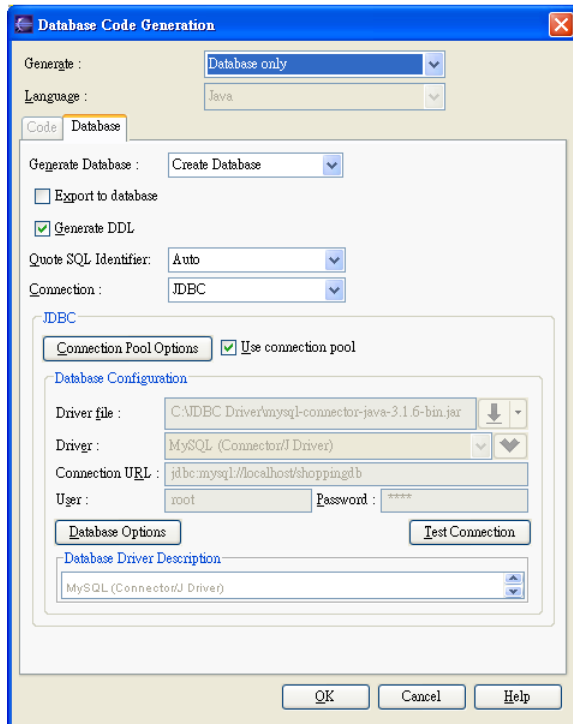 Database Code Generation
Generate : Database only
Language : Java
Code Database
Generate Database : Create Database
Export to database
Generate DDL
Quote SQL Identifier: Auto
Connection : JDBC
JDBC
Connection Pool Options Use connection pool
Database Configuration
Driver file : C:\JDBC Driver\mysql-connector-java-3.1.6-bin.jar
Driver : MySQL (Connector/J Driver)
Connection URL : jdbc:mysql://localhost/shoppingdb
User : root Password : ****
Database Options Test Connection
Database Driver Description
MySQL (Connector/J Driver)
OK Cancel Help